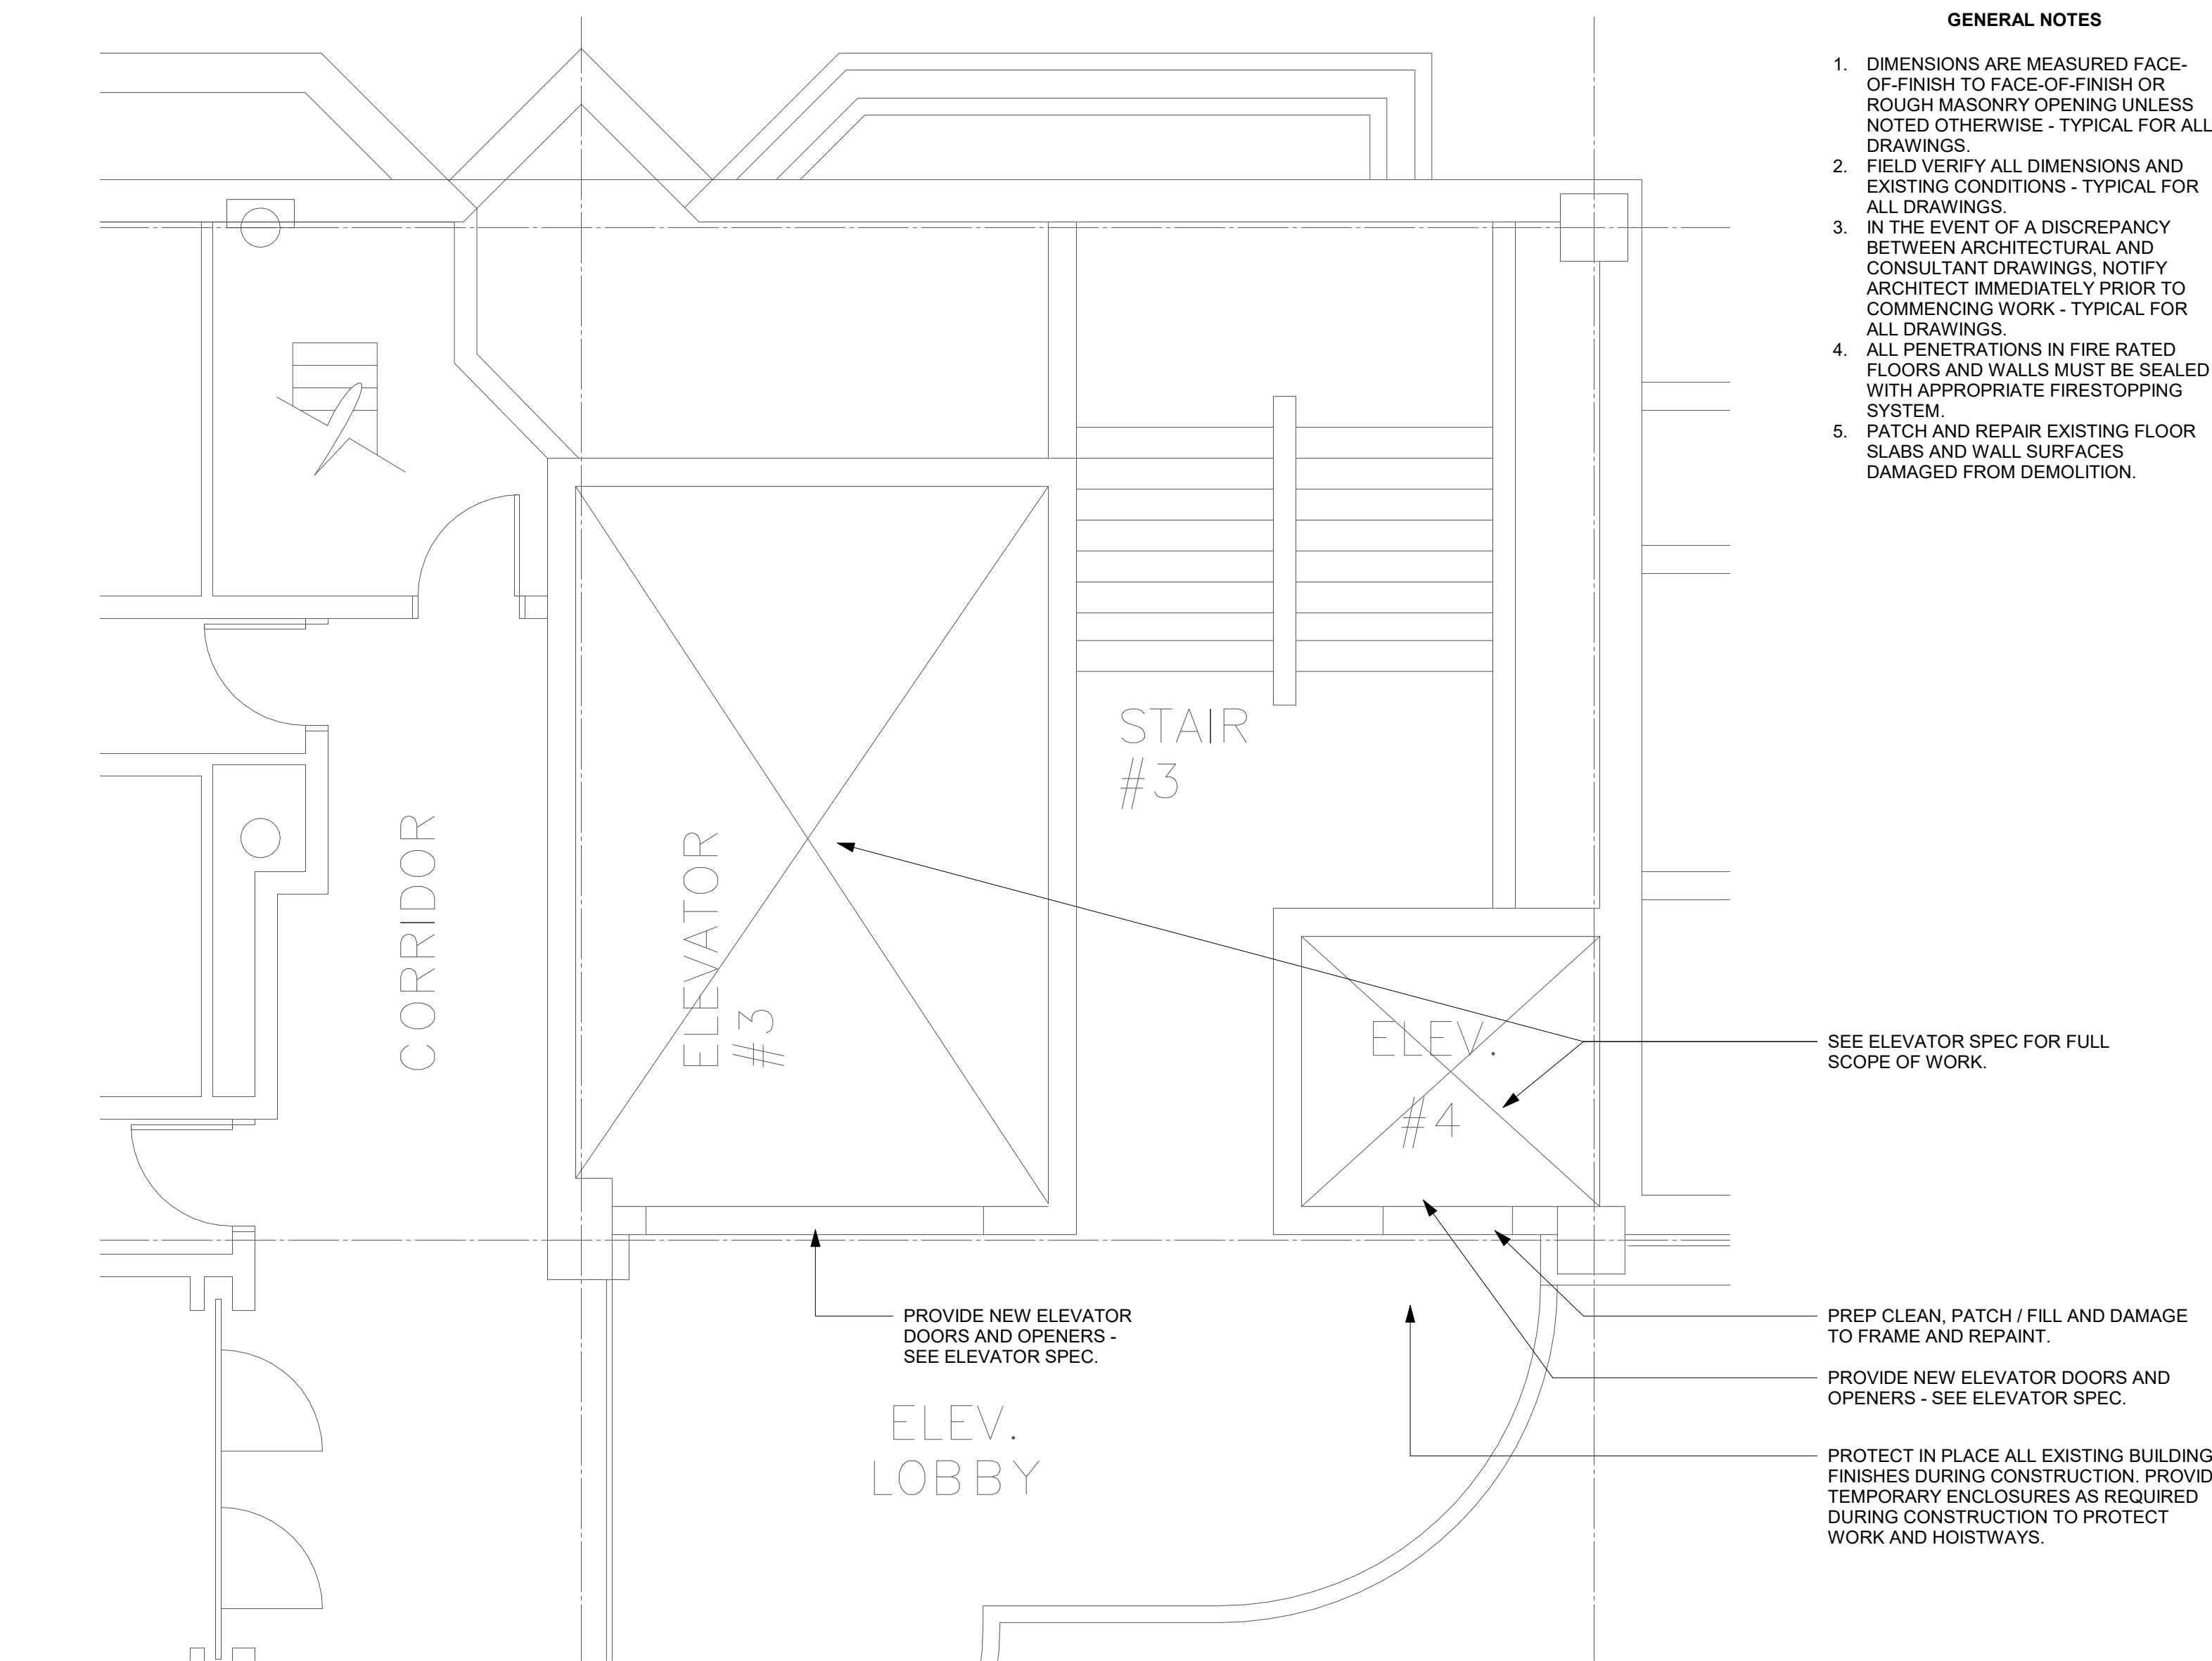 GENERAL NOTES
1. DIMENSIONS ARE MEASURED FACE-
OF-FINISH TO FACE-OF-FINISH OR
ROUGH MASONRY OPENING UNLESS
NOTED OTHERWISE - TYPICAL FOR ALL
DRAWINGS.
2. FIELD VERIFY ALL DIMENSIONS AND
EXISTING CONDITIONS - TYPICAL FOR
ALL DRAWINGS.
3. IN THE EVENT OF A DISCREPANCY
BETWEEN ARCHITECTURAL AND
CONSULTANT DRAWINGS, NOTIFY
ARCHITECT IMMEDIATELY PRIOR TO
COMMENCING WORK - TYPICAL FOR
ALL DRAWINGS.
4. ALL PENETRATIONS IN FIRE RATED
FLOORS AND WALLS MUST BE SEALED
WITH APPROPRIATE FIRESTOPPING
SYSTEM.
5. PATCH AND REPAIR EXISTING FLOOR
SLABS AND WALL SURFACES
DAMAGED FROM DEMOLITION.
STAIR
#3
CORRIDOR
ELEVATOR
#3
ELEV.
#4
SEE ELEVATOR SPEC FOR FULL
SCOPE OF WORK.
PROVIDE NEW ELEVATOR
DOORS AND OPENERS -
SEE ELEVATOR SPEC.
PREP CLEAN, PATCH / FILL AND DAMAGE
TO FRAME AND REPAINT.
PROVIDE NEW ELEVATOR DOORS AND
OPENERS - SEE ELEVATOR SPEC.
ELEV.
LOBBY
PROTECT IN PLACE ALL EXISTING BUILDING
FINISHES DURING CONSTRUCTION. PROVID
TEMPORARY ENCLOSURES AS REQUIRED
DURING CONSTRUCTION TO PROTECT
WORK AND HOISTWAYS.